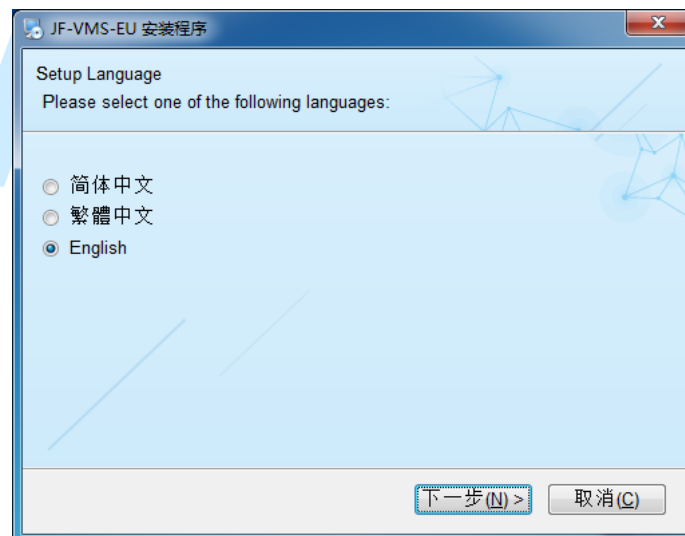 JF-VMS-EU 安装程序
Setup Language
Please select one of the following languages:
简体中文
繁體中文
English
下一步(N) > 取消(C)